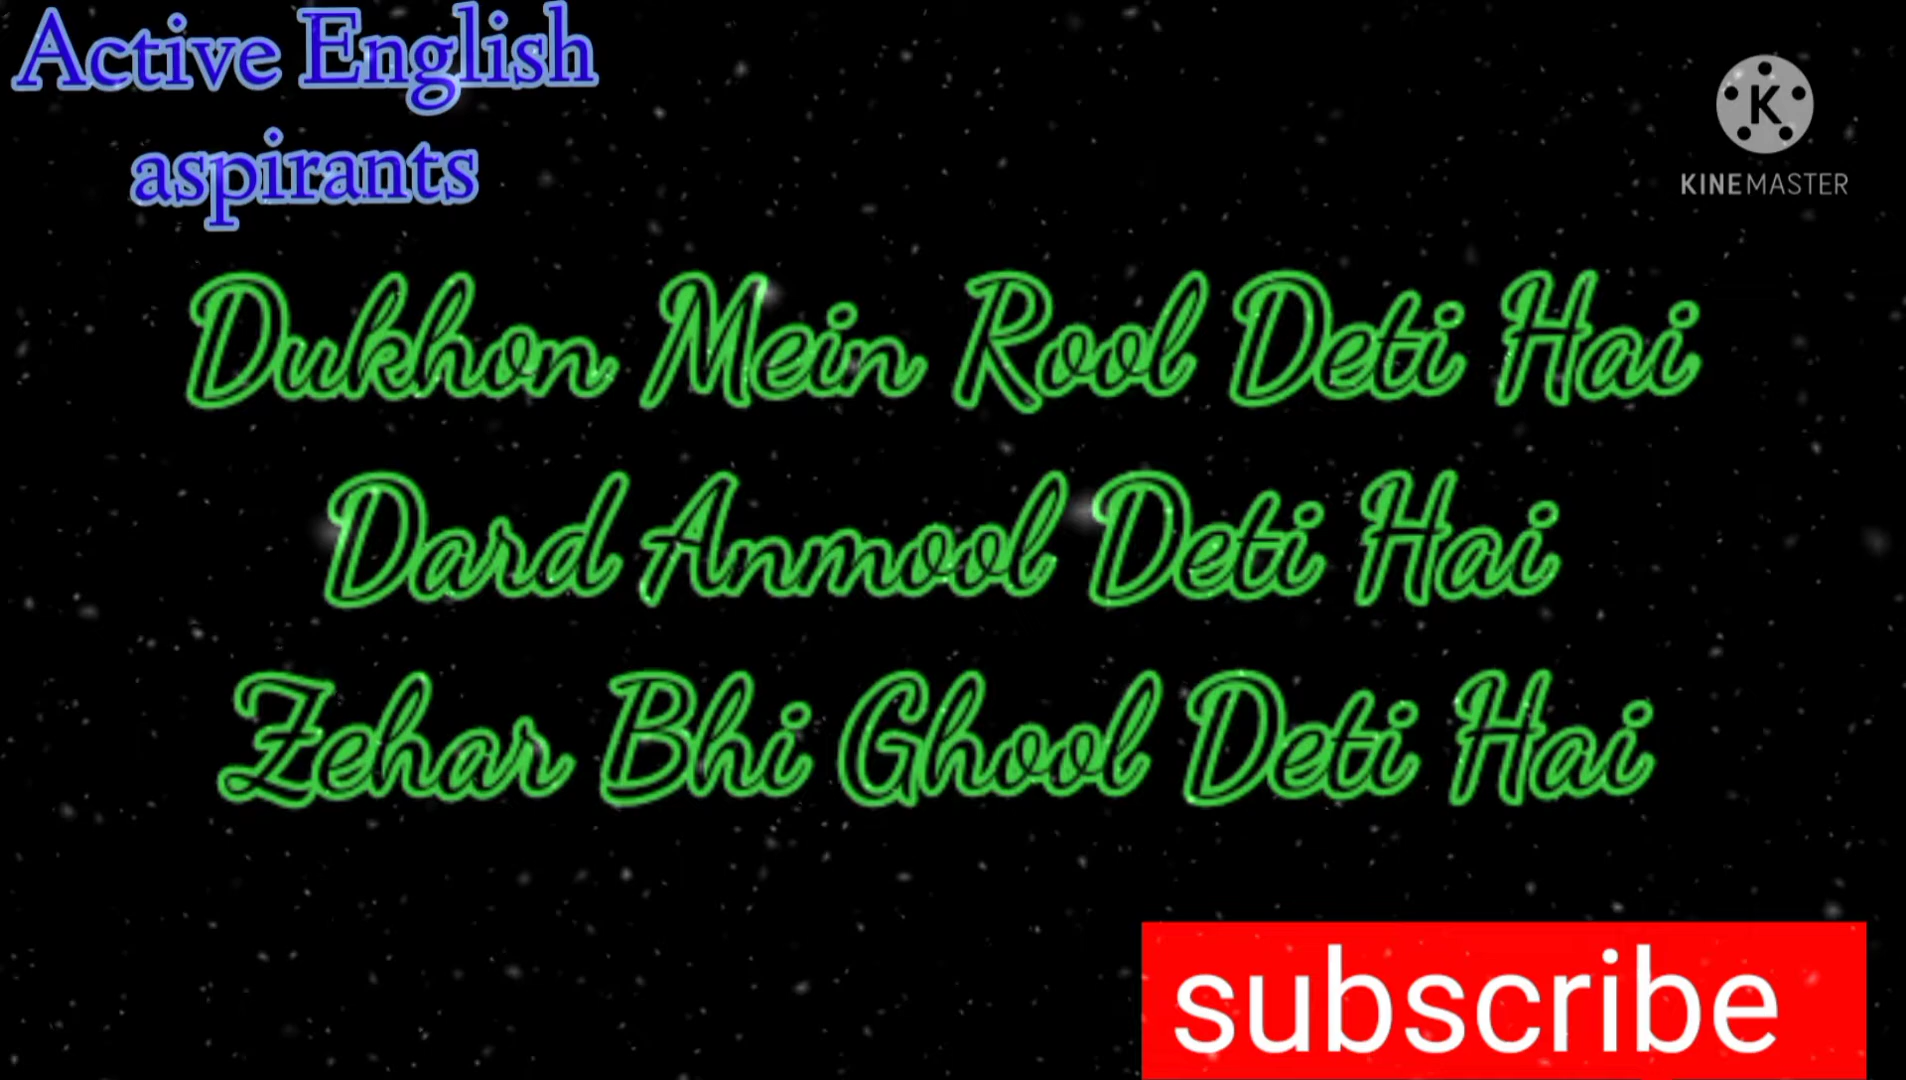 Active English
aspirants
K
KINEMASTER
Dukhon Mein Rool Deti Hai
Dard Anmool Deti Hai
Zehar Bhi Ghool Deti Hai
subscribe